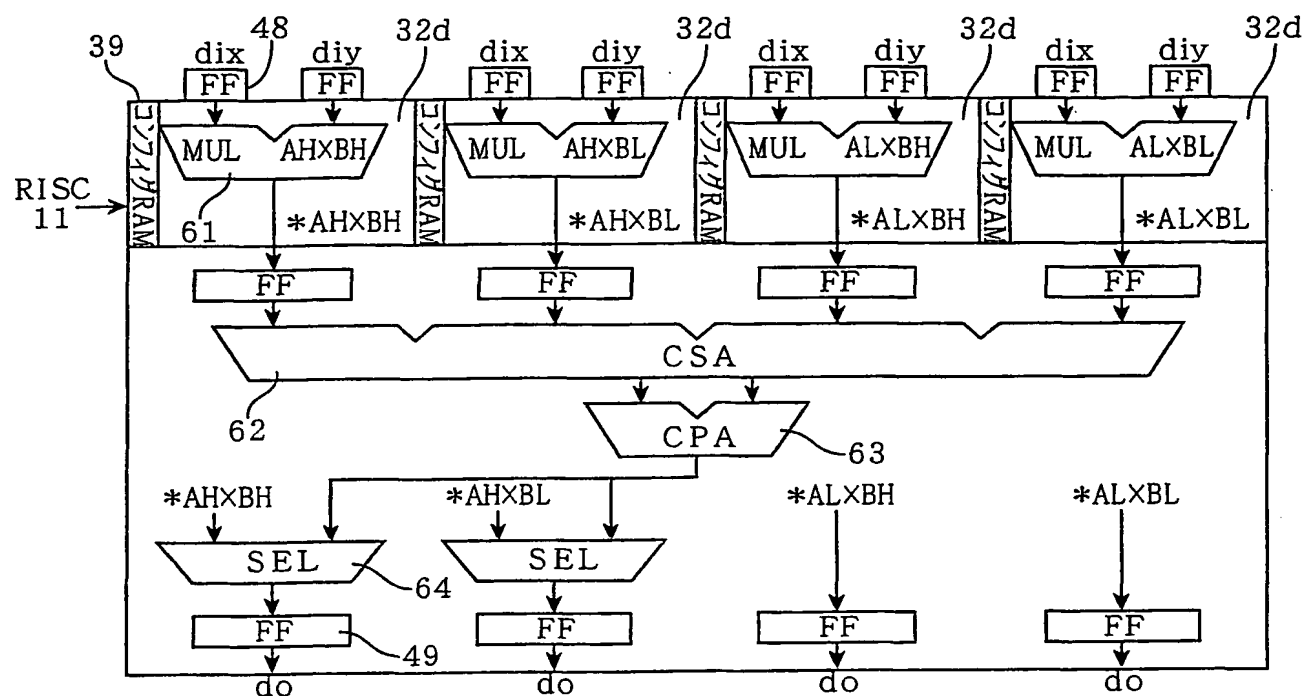 39
48
32d
32d
32d
32d
dix diy dix diy dix diy dix diy
FF FF FF FF FF FF FF FF
コンフィグRAM
コンフィグRAM
コンフィグRAM
コンフィグRAM
MUL AH×BH
MUL AH×BL
MUL AL×BH
MUL AL×BL
RISC
11
61
*AH×BH
*AH×BL
*AL×BH
*AL×BL
FF FF FF FF
CSA
62
CPA
63
*AH×BH
*AH×BL
*AL×BH
*AL×BL
SEL
64
SEL
FF
49
FF FF FF
do do do do